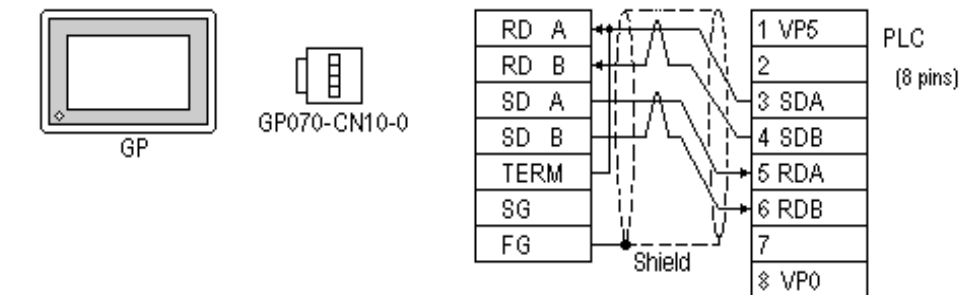 GP
GP070-CN10-0
RD A
RD B
SD A
SD B
TERM
SG
FG
Shield
1 VP5
2
3 SDA
4 SDB
5 RDA
6 RDB
7
8 VP0
PLC
(8 pins)